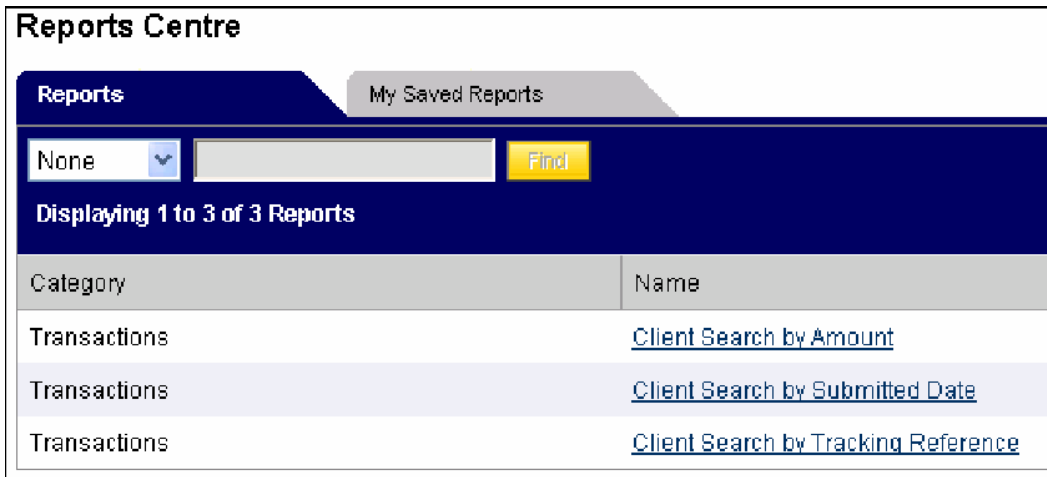 Reports Centre
Reports My Saved Reports
None Find
Displaying 1 to 3 of 3 Reports
Category Name
Transactions Client Search by Amount
Transactions Client Search by Submitted Date
Transactions Client Search by Tracking Reference